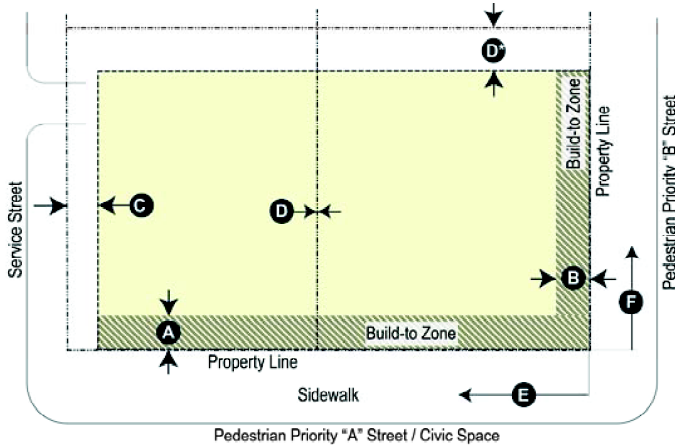 D*
Build-to Zone
Property Line
Pedestrian Priority "B" Street
Service Street
C
D
B
F
A
Build-to Zone
Property Line
Sidewalk
E
Pedestrian Priority "A" Street / Civic Space